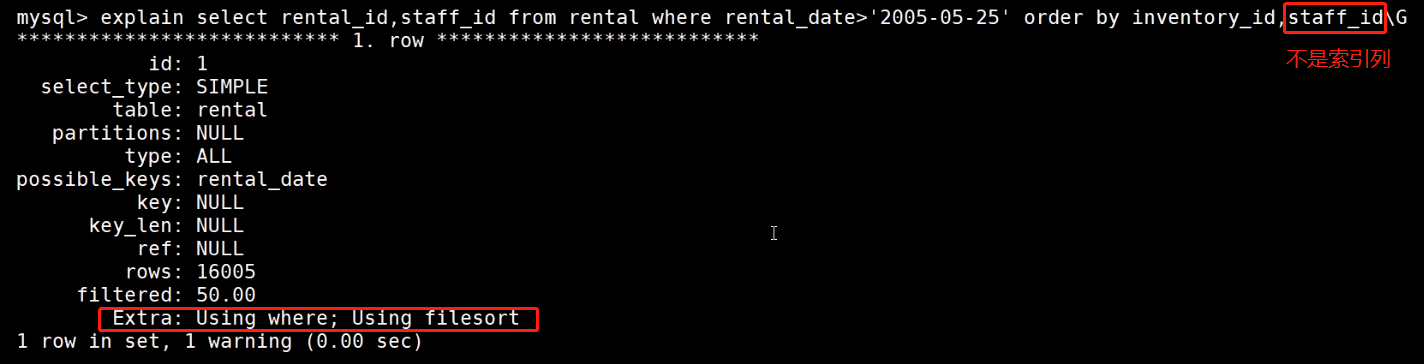 mysql> explain select rental_id,staff_id from rental where rental_date>'2005-05-25' order by inventory_id,staff_id\G
*************************** 1. row ***************************
不是索引列
id: 1
select_type: SIMPLE
table: rental
partitions: NULL
type: ALL
possible_keys: rental_date
key: NULL
key_len: NULL
ref: NULL
rows: 16005
filtered: 50.00
Extra: Using where; Using filesort
1 row in set, 1 warning (0.00 sec)